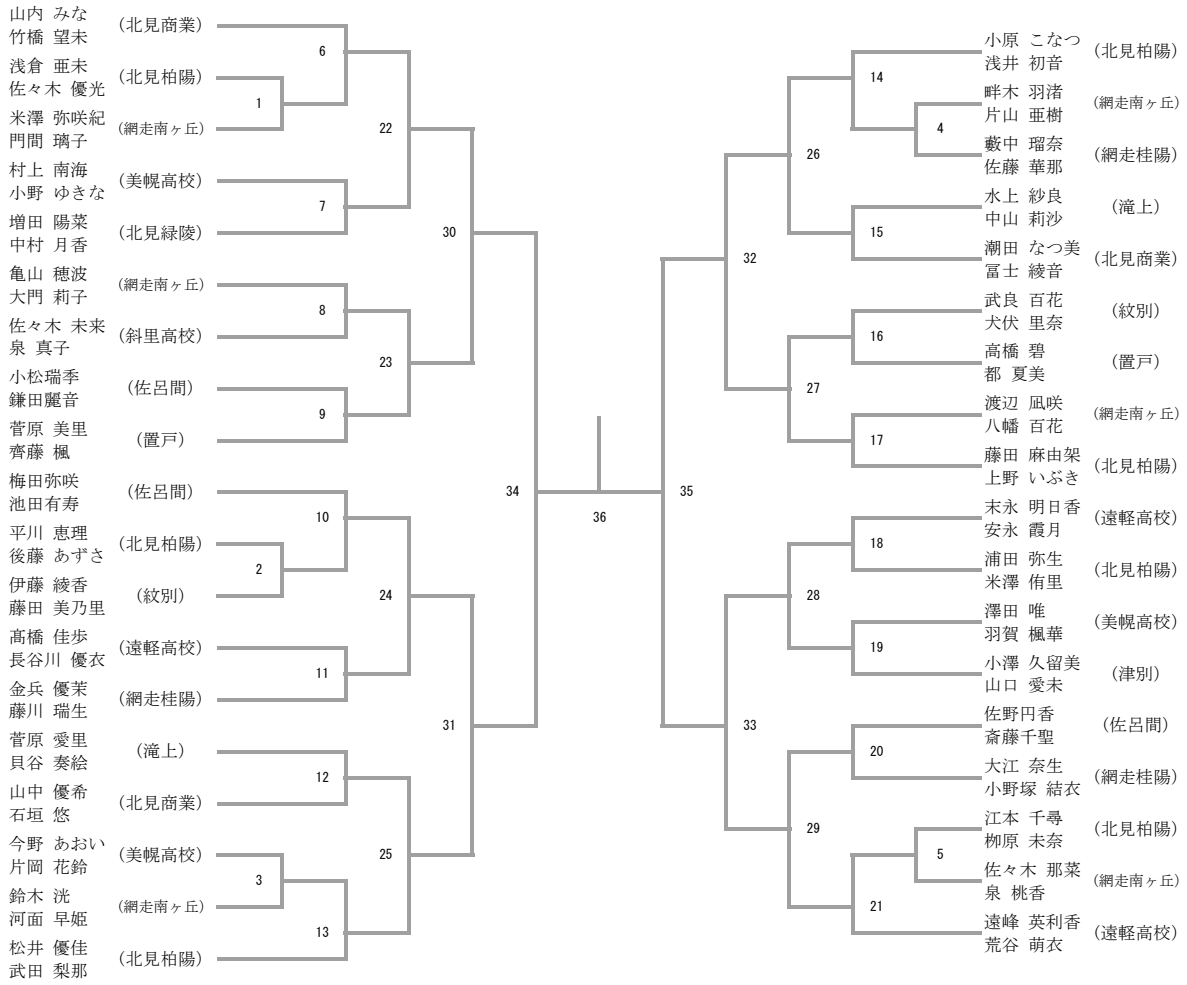 山内 みな
竹橋 望未
(北見商業)
浅倉 亜未
佐々木 優光
(北見柏陽)
米澤 弥咲紀
門間 璃子
(網走南ヶ丘)
村上 南海
小野 ゆきな
(美幌高校)
増田 陽菜
中村 月香
(北見緑陵)
亀山 穂波
大門 莉子
(網走南ヶ丘)
佐々木 未来
泉 真子
(斜里高校)
小松瑞季
鎌田麗音
(佐呂間)
菅原 美里
齊藤 楓
(置戸)
梅田弥咲
池田有寿
(佐呂間)
平川 恵理
後藤 あずさ
(北見柏陽)
伊藤 綾香
藤田 美乃里
(紋別)
髙橋 佳歩
長谷川 優衣
(遠軽高校)
金兵 優茉
藤川 瑞生
(網走桂陽)
菅原 愛里
貝谷 奏絵
(滝上)
山中 優希
石垣 悠
(北見商業)
今野 あおい
片岡 花鈴
(美幌高校)
鈴木 洸
河面 早姫
(網走南ヶ丘)
松井 優佳
武田 梨那
(北見柏陽)
1
2
3
6
7
8
9
10
11
12
13
22
23
24
25
30
31
34
36
35
32
33
26
27
28
29
14
15
16
17
18
19
20
21
4
5
小原 こなつ
浅井 初音
(北見柏陽)
畔木 羽渚
片山 亜樹
(網走南ヶ丘)
藪中 瑠奈
佐藤 華那
(網走桂陽)
水上 紗良
中山 莉沙
(滝上)
潮田 なつ美
冨士 綾音
(北見商業)
武良 百花
犬伏 里奈
(紋別)
高橋 碧
都 夏美
(置戸)
渡辺 凪咲
八幡 百花
(網走南ヶ丘)
藤田 麻由架
上野 いぶき
(北見柏陽)
末永 明日香
安永 霞月
(遠軽高校)
浦田 弥生
米澤 侑里
(北見柏陽)
澤田 唯
羽賀 楓華
(美幌高校)
小澤 久留美
山口 愛未
(津別)
佐野円香
斎藤千聖
(佐呂間)
大江 奈生
小野塚 結衣
(網走桂陽)
江本 千尋
栁原 未奈
(北見柏陽)
佐々木 那菜
泉 桃香
(網走南ヶ丘)
遠峰 英利香
荒谷 萌衣
(遠軽高校)